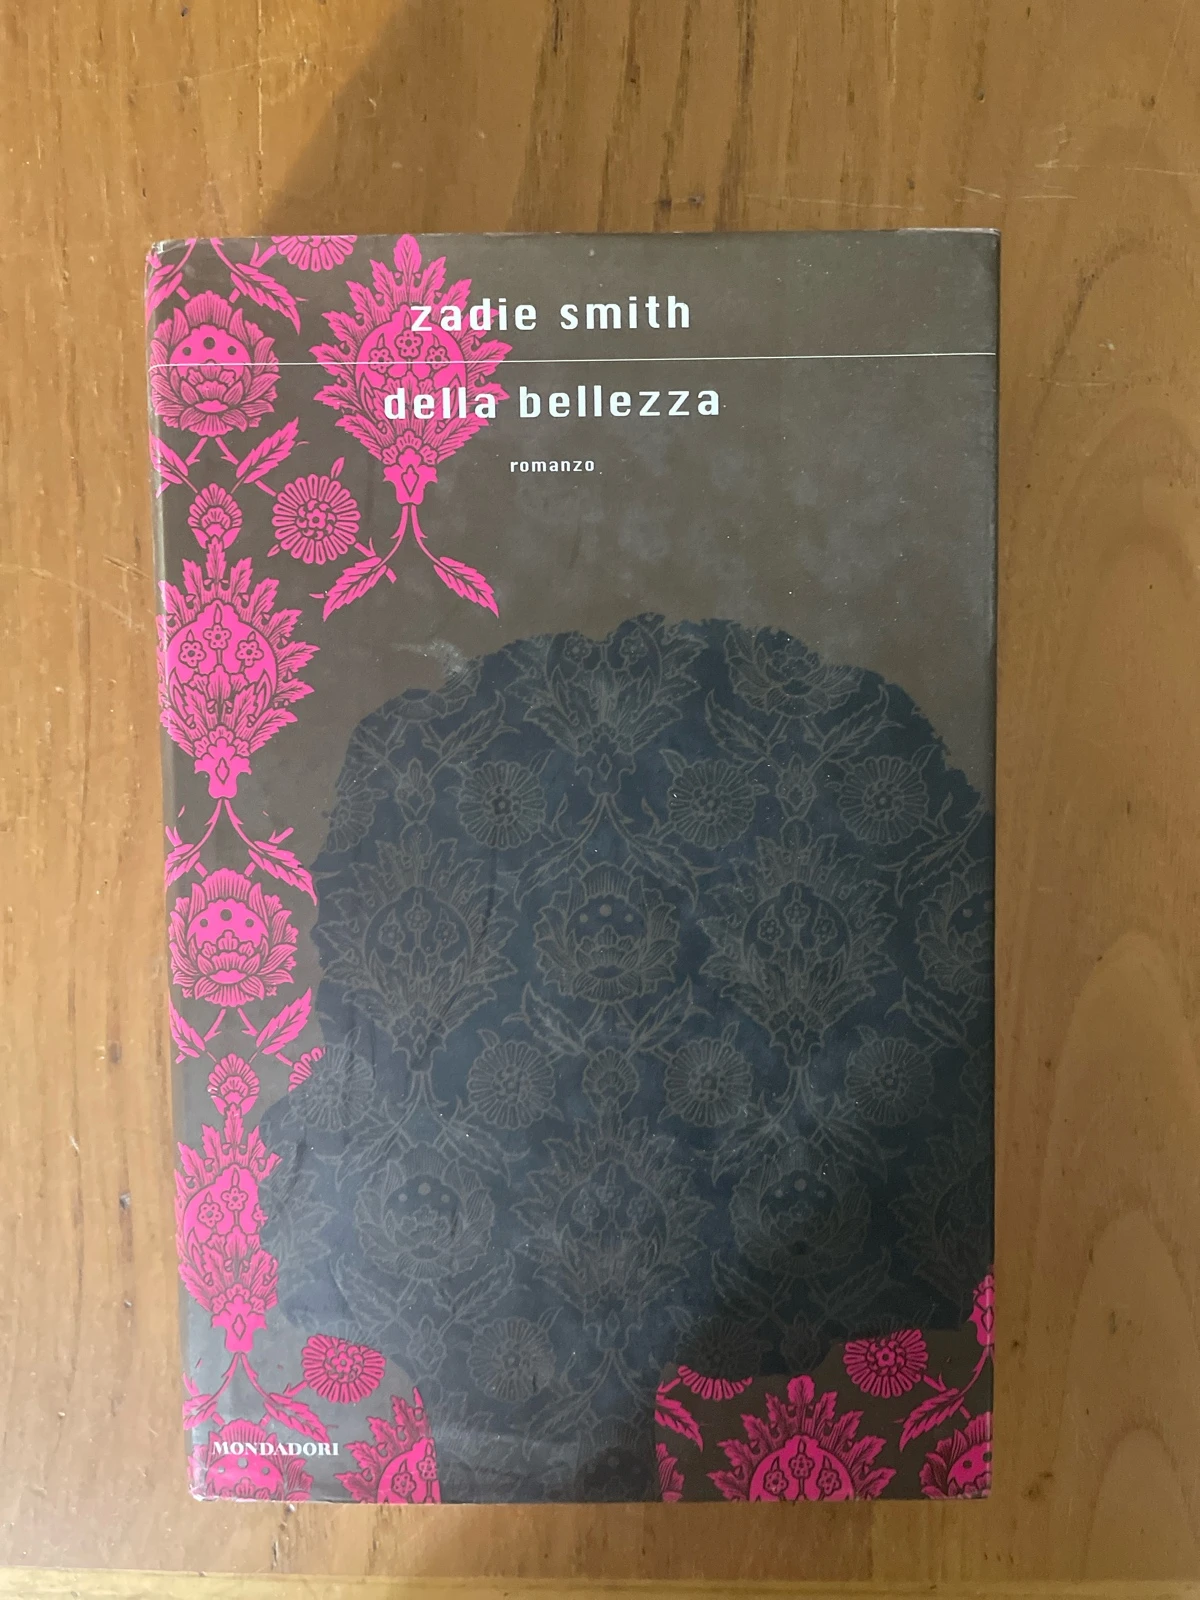 zadie smith
della bellezza
romanzo
MONDADORI